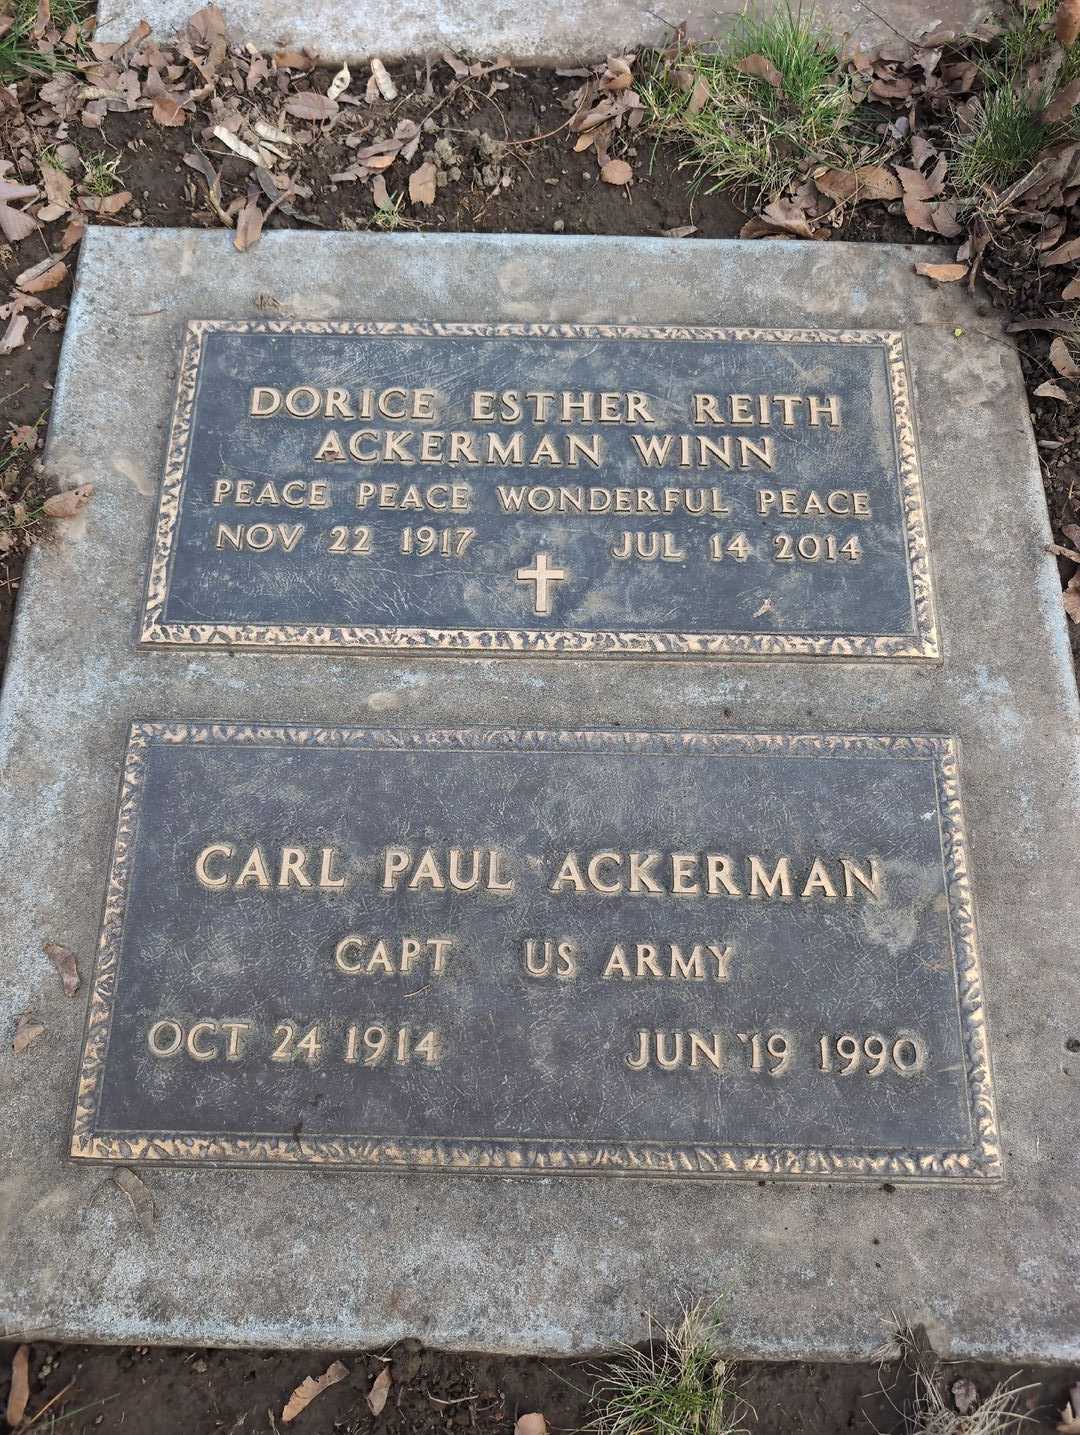 DORICE ESTHER REITH
ACKERMAN WINN
PEACE PEACE WONDERFUL PEACE
NOV 22 1917 JUL 14 2014
CARL PAUL ACKERMAN
CAPT US ARMY
OCT 24 1914 JUN 19 1990